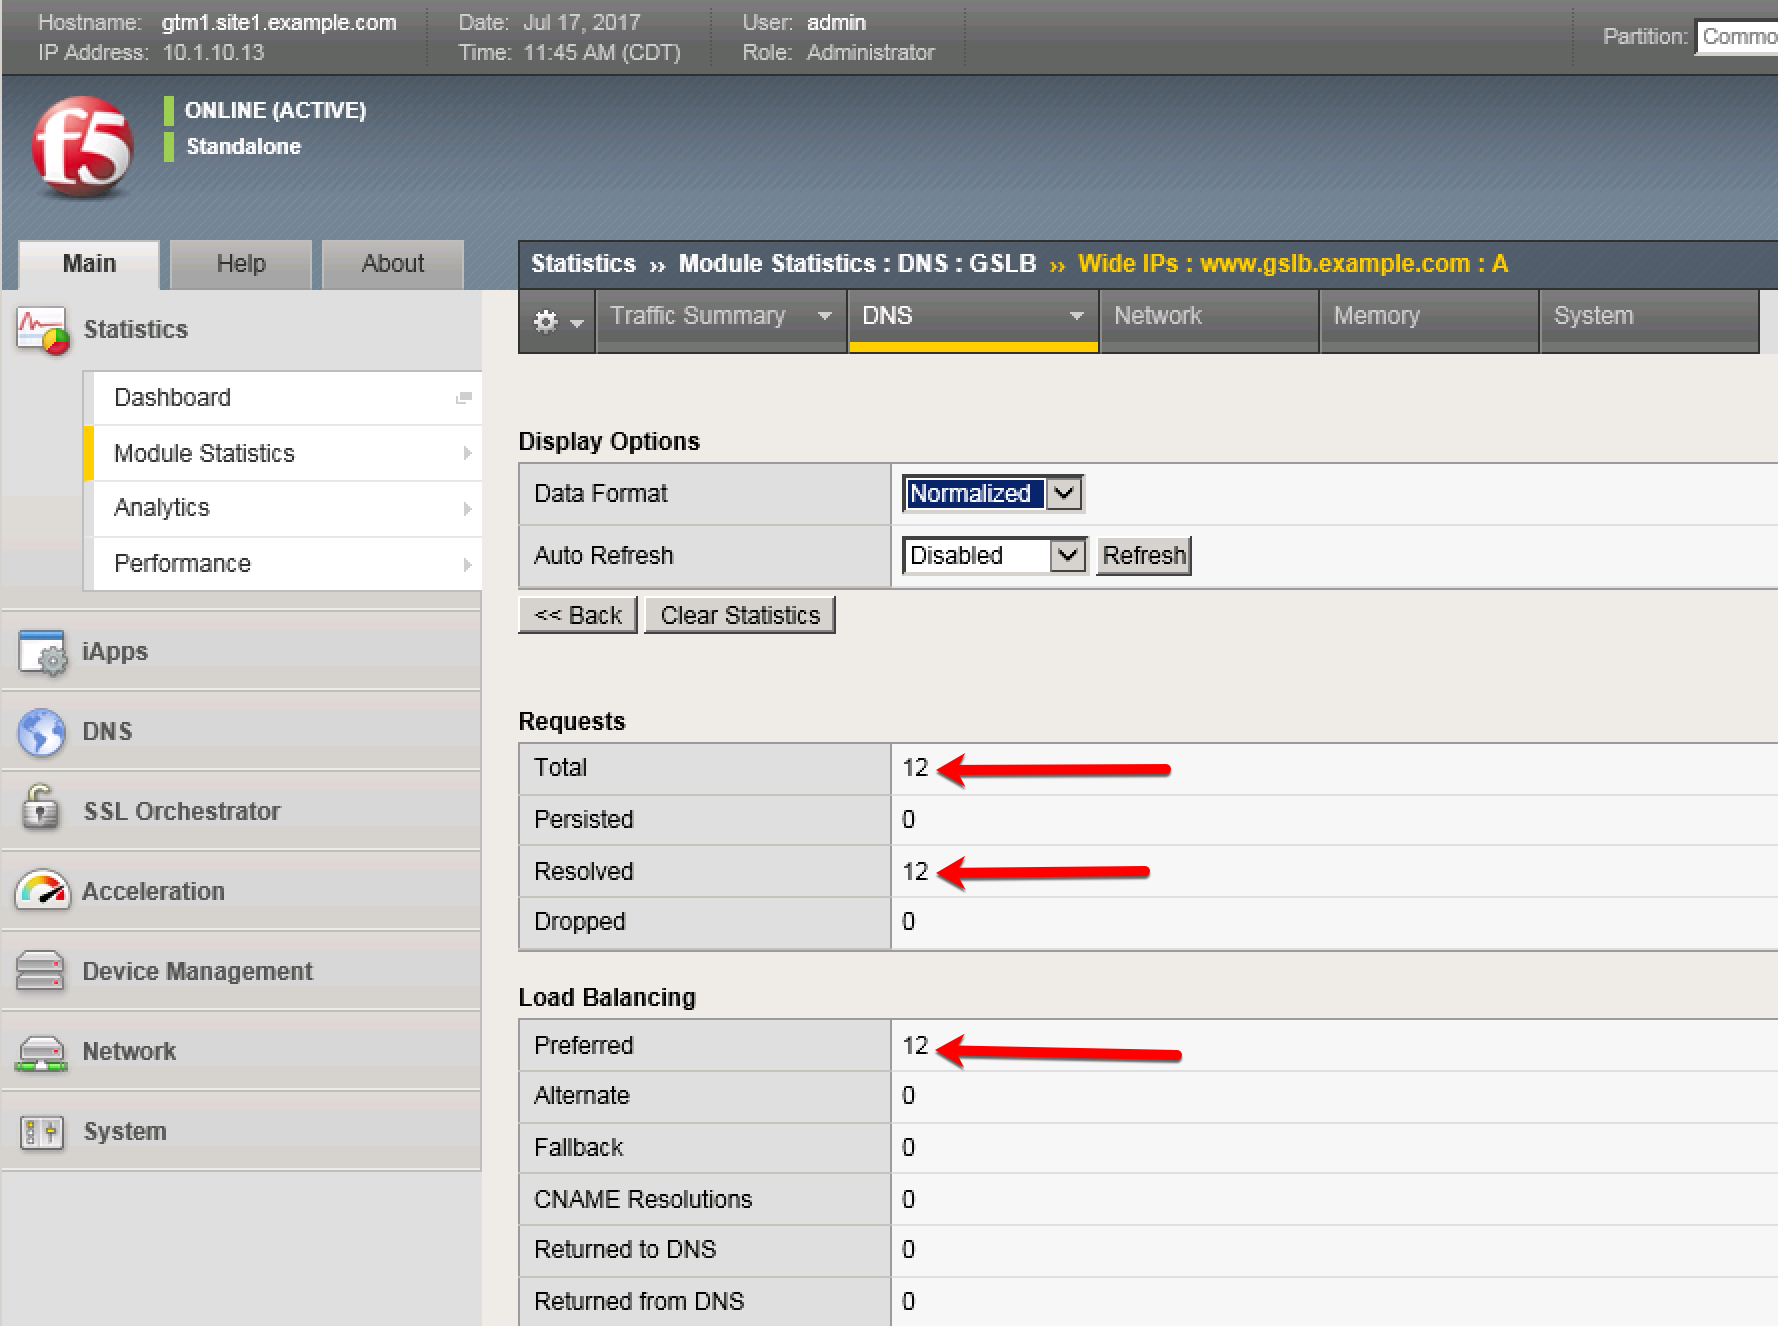 Hostname: gtm1.site1.example.com Date: Jul 17, 2017 User: admin Partition: Commo
IP Address: 10.1.10.13 Time: 11:45 AM (CDT) Role: Administrator
f5
ONLINE (ACTIVE)
Standalone
Main Help About
Statistics ›› Module Statistics : DNS : GSLB ›› Wide IPs : www.gslb.example.com : A
Traffic Summary DNS Network Memory System
Statistics
Dashboard
Module Statistics
Analytics
Performance
iApps
DNS
SSL Orchestrator
Acceleration
Device Management
Network
System
Display Options
Data Format Normalized
Auto Refresh Disabled Refresh
<< Back Clear Statistics
Requests
Total 12
Persisted 0
Resolved 12
Dropped 0
Load Balancing
Preferred 12
Alternate 0
Fallback 0
CNAME Resolutions 0
Returned to DNS 0
Returned from DNS 0